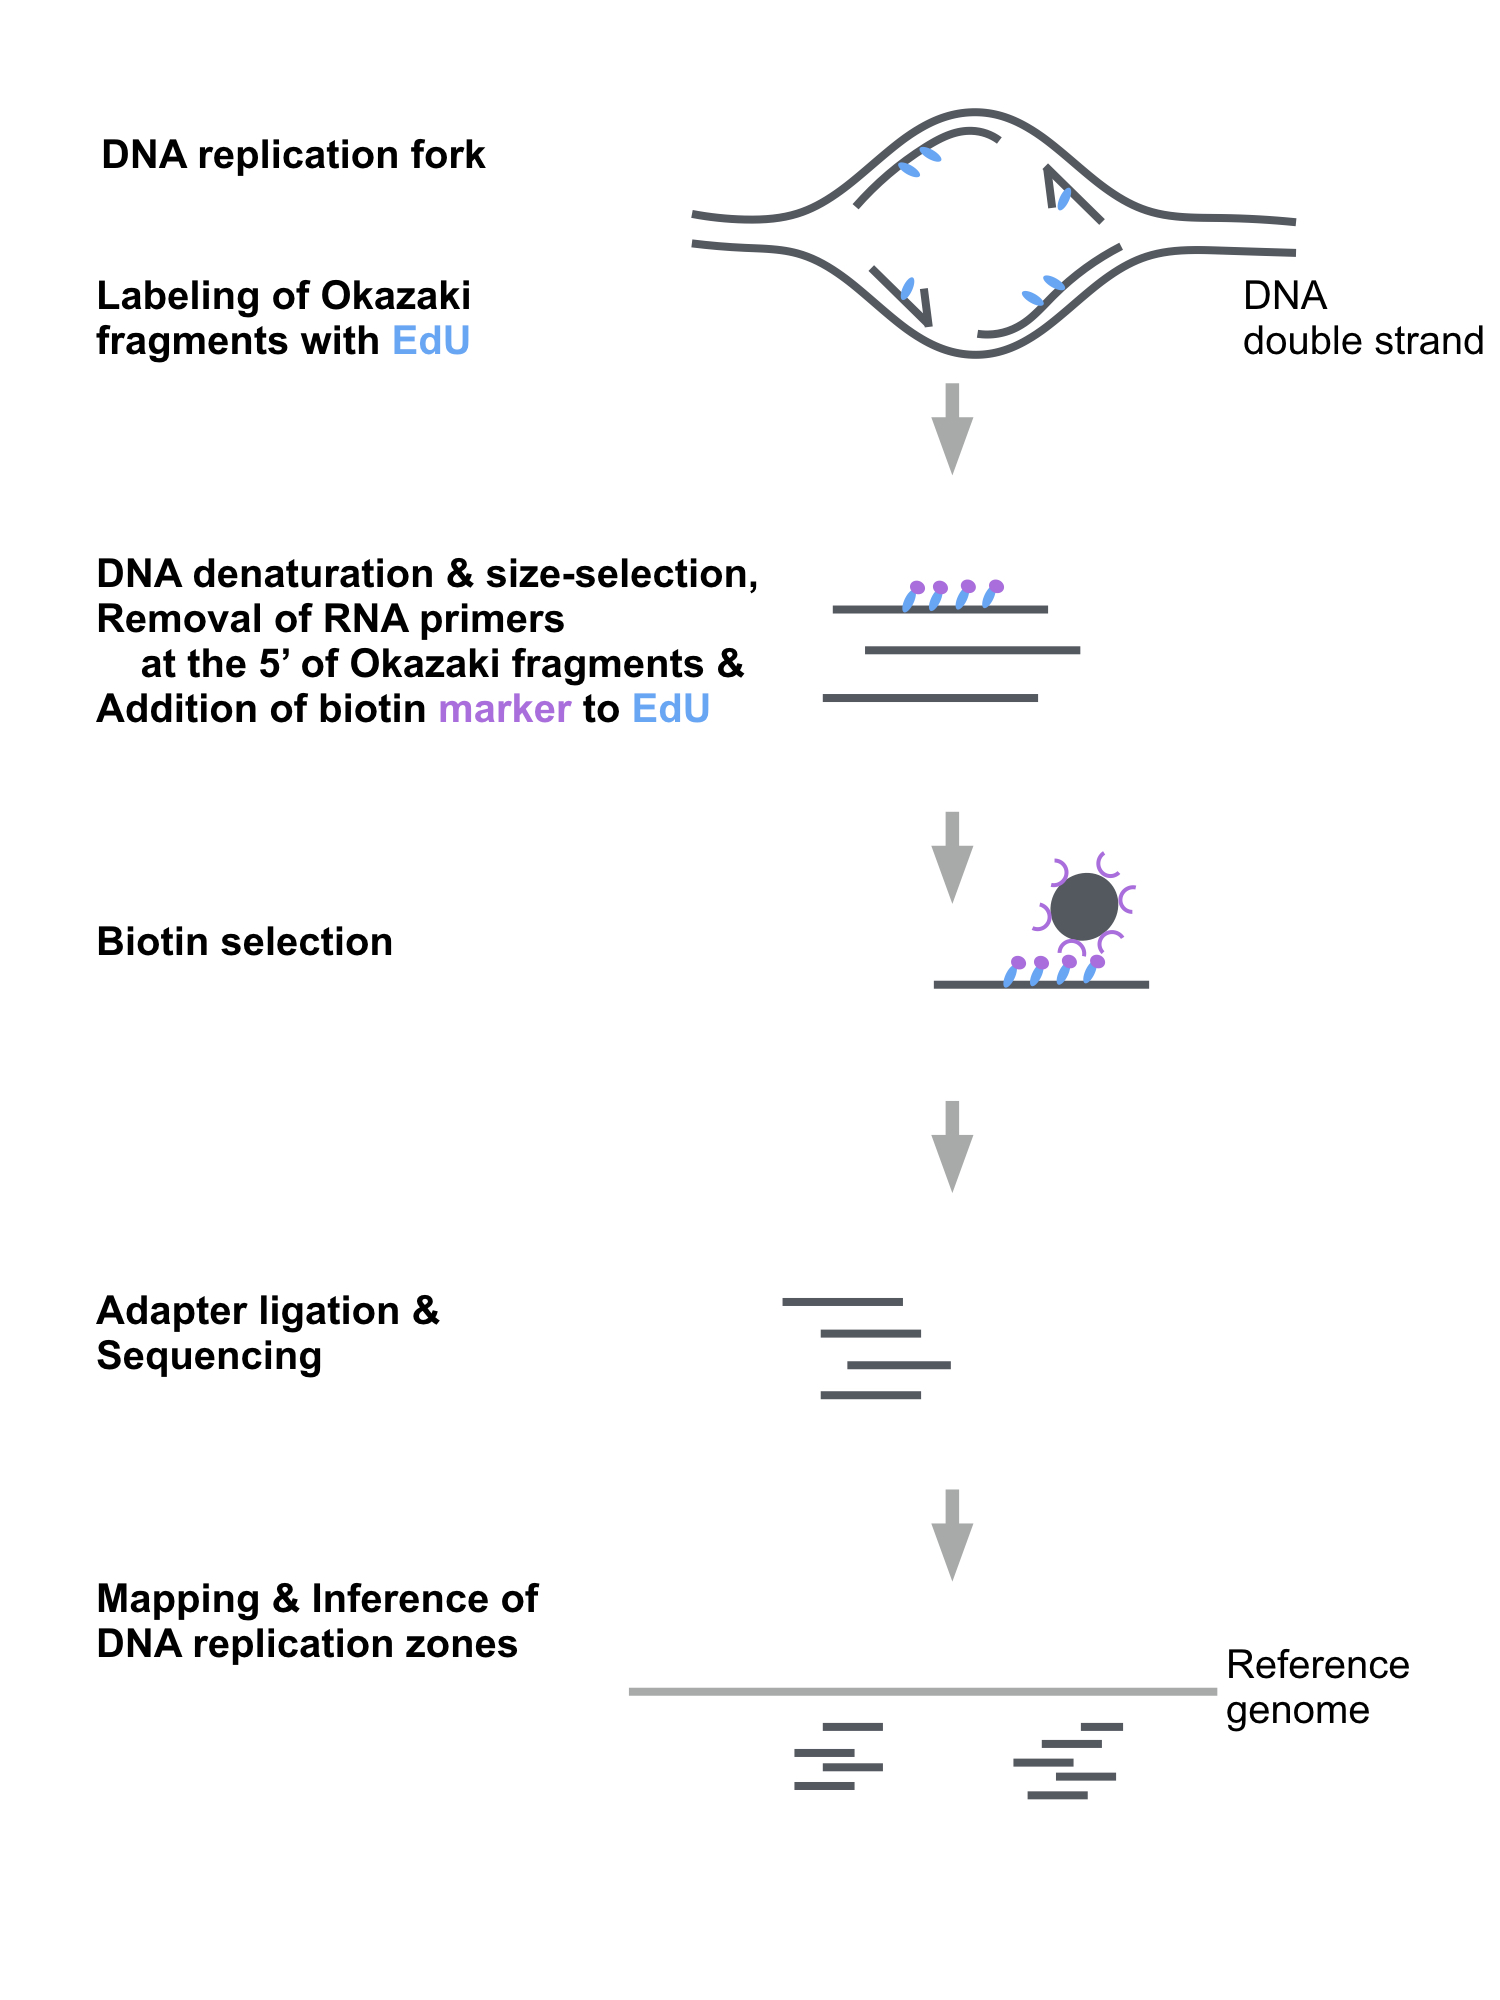 DNA replication fork
Labeling of Okazaki
fragments with EdU
DNA
double strand
DNA denaturation & size-selection,
Removal of RNA primers
at the 5’ of Okazaki fragments &
Addition of biotin marker to EdU
Biotin selection
Adapter ligation &
Sequencing
Mapping & Inference of
DNA replication zones
Reference
genome